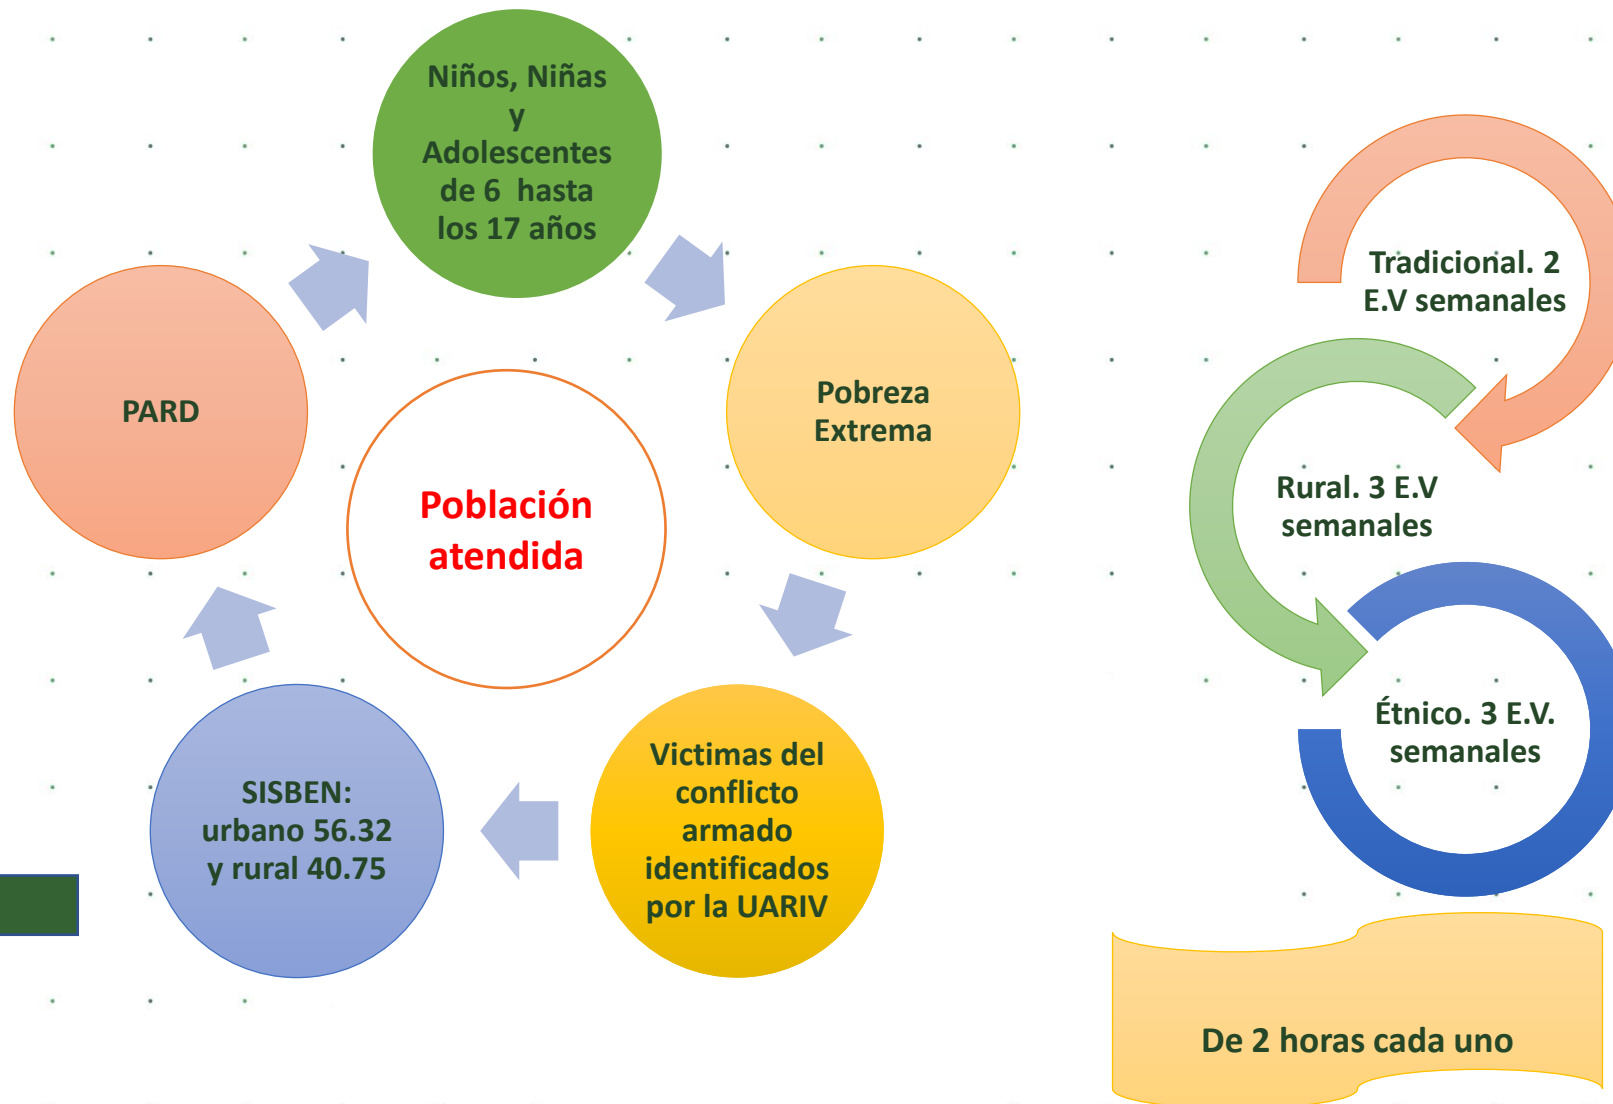 Niños, Niñas
y
Adolescentes
de 6 hasta
los 17 años
Pobreza
Extrema
Victimas del
conflicto
armado
identificados
por la UARIV
SISBEN:
urbano 56.32
y rural 40.75
PARD
Población
atendida
Tradicional. 2
E.V semanales
Rural. 3 E.V
semanales
Étnico. 3 E.V.
semanales
De 2 horas cada uno